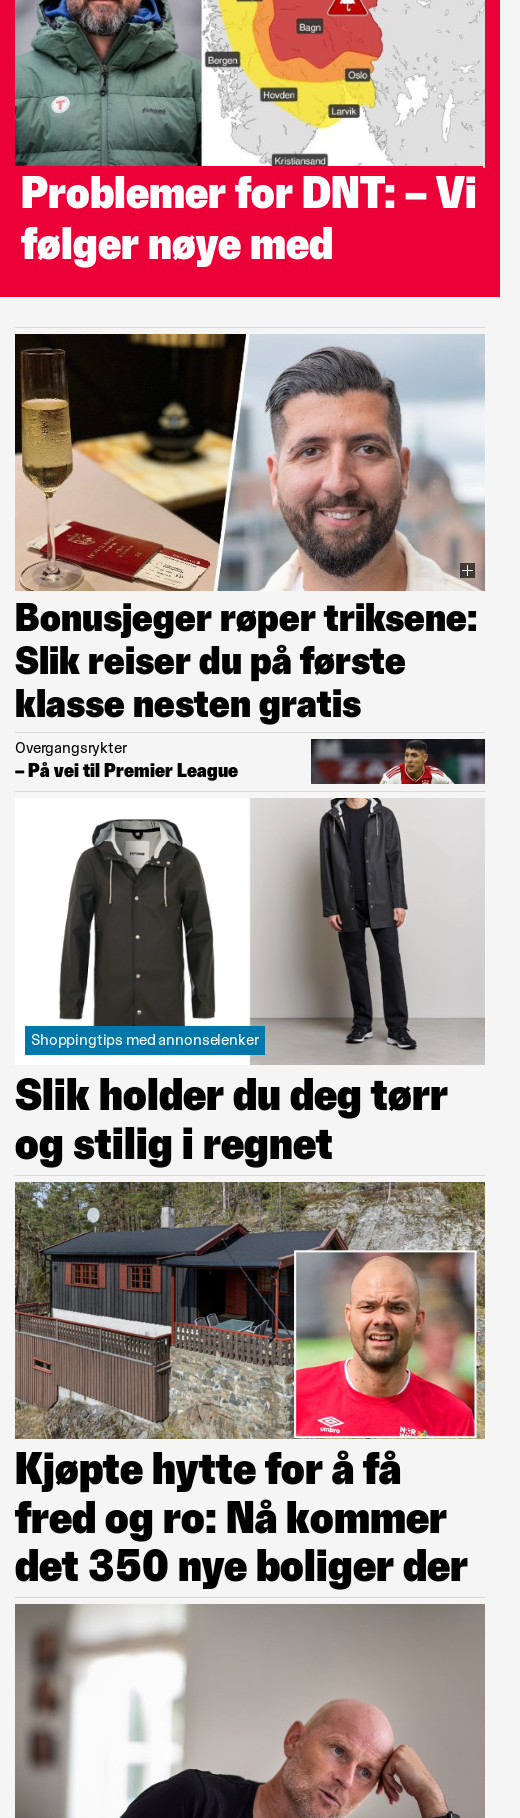 Bagn
Bergen
Oslo
Hovden
Larvik
Kristiansand
T
Problemer for DNT: – Vi
følger nøye med
Bonusjeger røper triksene:
Slik reiser du på første
klasse nesten gratis
Overgangsrykter
– På vei til Premier League
Shoppingtips med annonselenker
Slik holder du deg tørr
og stilig i regnet
umbro
Kjøpte hytte for å få
fred og ro: Nå kommer
det 350 nye boliger der